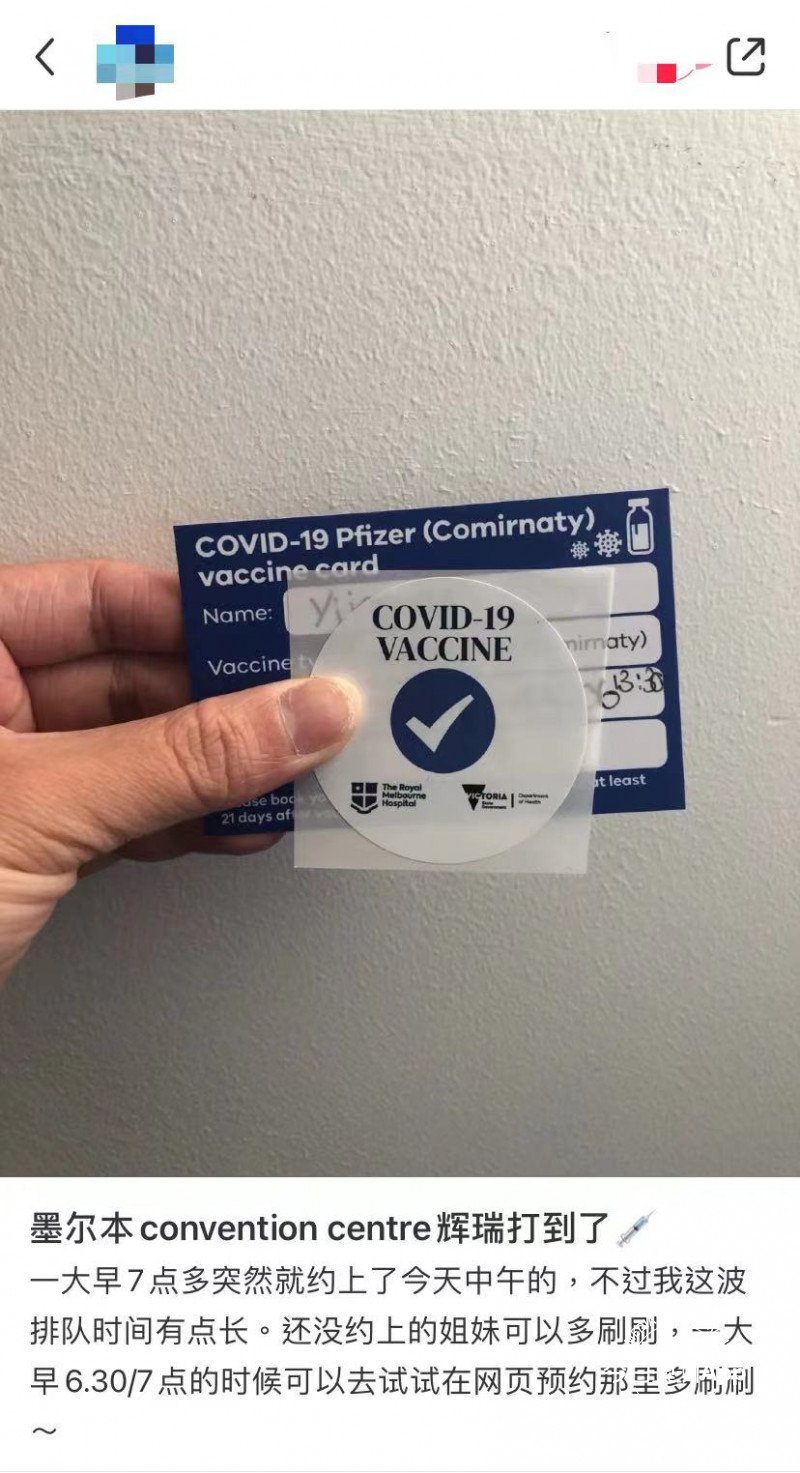 COVID-19 Pfizer (Comirnaty)
vaccine card
Name:
Vaccine
mirnaty)
13:30
at least
21 days
COVID-19
VACCINE
The Royal
Melbourne
Hospital
VICTORIA
State
Government
Department
of Health
墨尔本convention centre辉瑞打到了
一大早7点多突然就约上了今天中午的，不过我这波
排队时间有点长。还没约上的姐妹可以多刷刷，一大
早6.30/7点的时候可以去试试在网页预约那里多刷刷
～